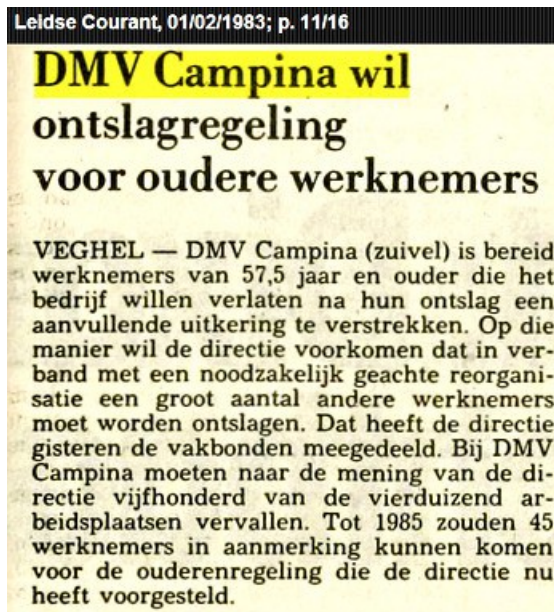 Leidse Courant, 01/02/1983; p. 11/16
DMV Campina wil
ontslagregeling
voor oudere werknemers
VEGHEL — DMV Campina (zuivel) is bereid
werknemers van 57,5 jaar en ouder die het
bedrijf willen verlaten na hun ontslag een
aanvullende uitkering te verstrekken. Op die
manier wil de directie voorkomen dat in ver-
band met een noodzakelijk geachte reorgani-
satie een groot aantal andere werknemers
moet worden ontslagen. Dat heeft de directie
gisteren de vakbonden meegedeeld. Bij DMV
Campina moeten naar de mening van de di-
rectie vijfhonderd van de vierduizend ar-
beidsplaatsen vervallen. Tot 1985 zouden 45
werknemers in aanmerking kunnen komen
voor de ouderenregeling die de directie nu
heeft voorgesteld.